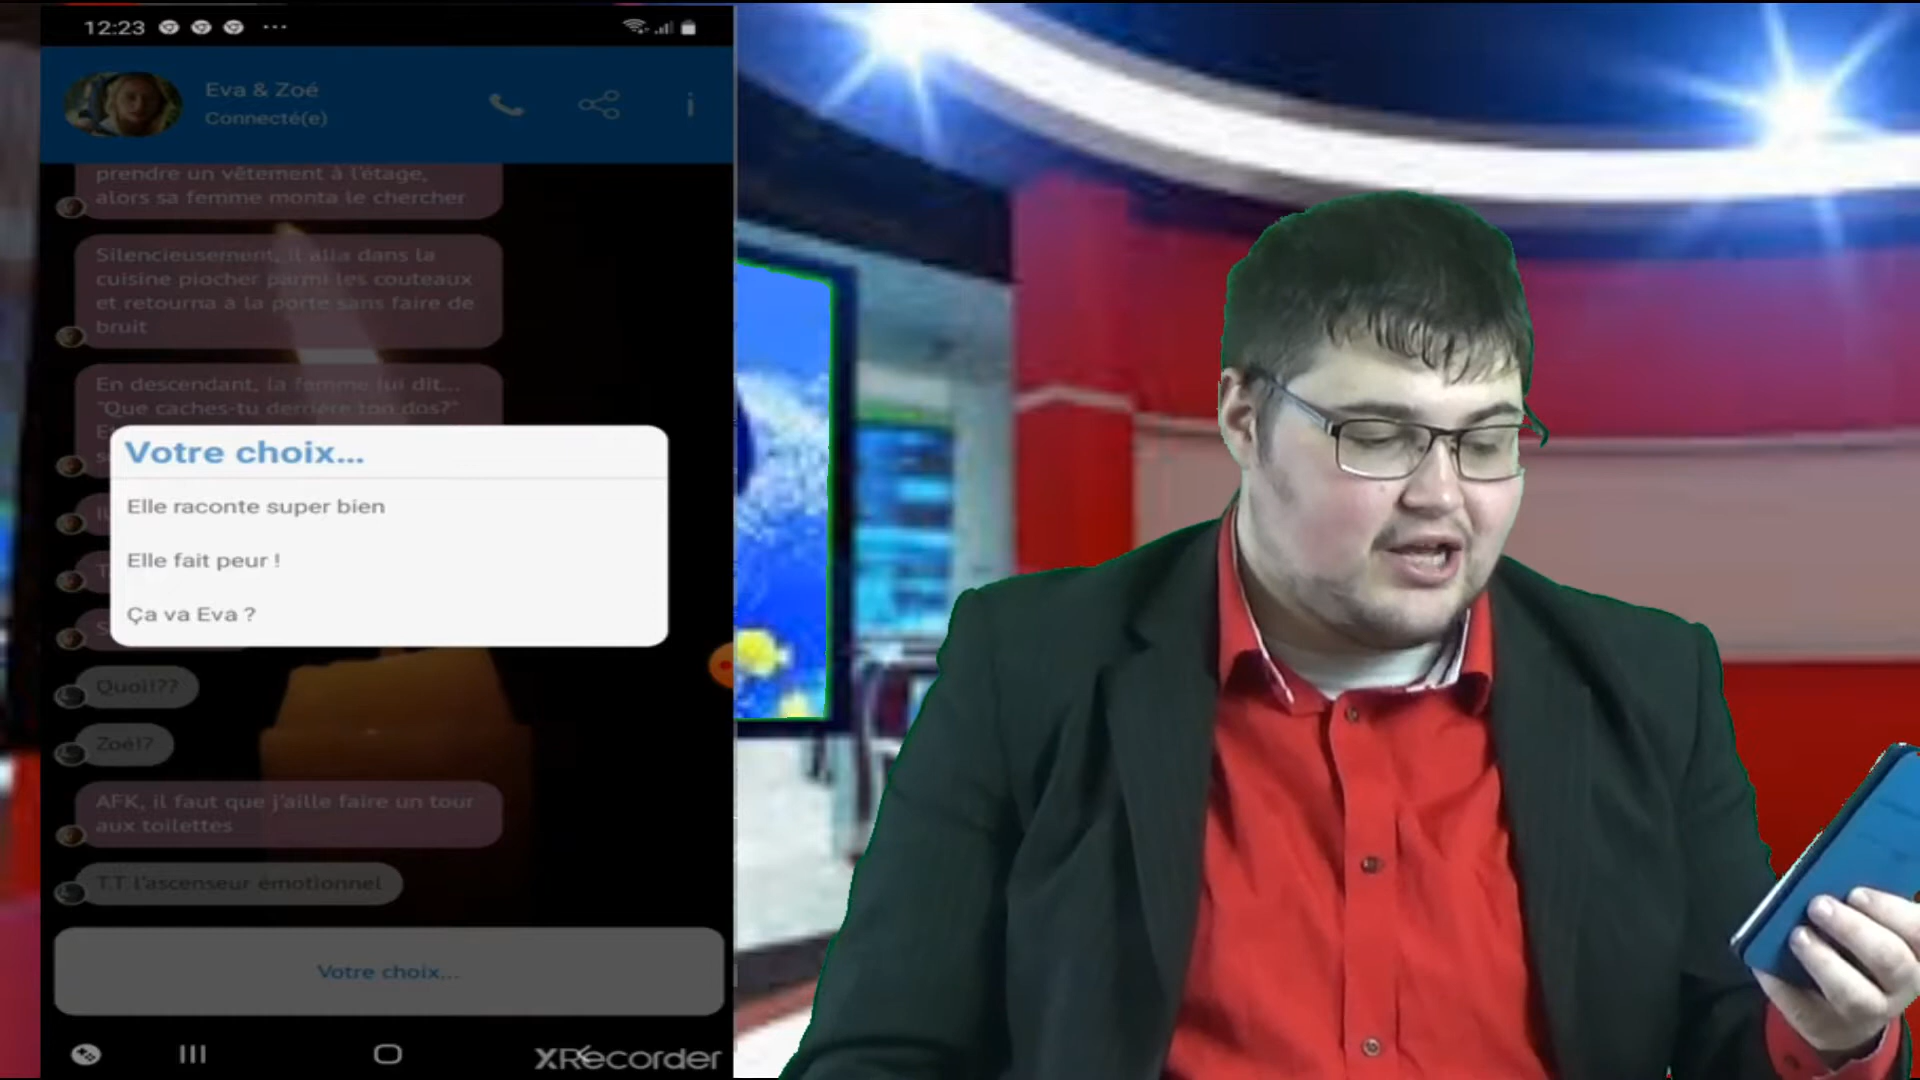 12:23
Eva & Zoé
Connecté(e)
prendre un vêtement à l'étage,
alors sa femme monta le chercher
Silencieusement, il alla dans la
cuisine piocher parmi les couteaux
et retourna à la porte sans faire de
bruit
En descendant, la femme lui dit...
"Que caches-tu derrière ton dos?"
Votre choix...
Elle raconte super bien
Elle fait peur !
Ça va Eva ?
Quoi!??
Zoé!?
AFK, il faut que j'aille faire un tour
aux toilettes
T.T l'ascenseur émotionnel
Votre choix...
XRecorder